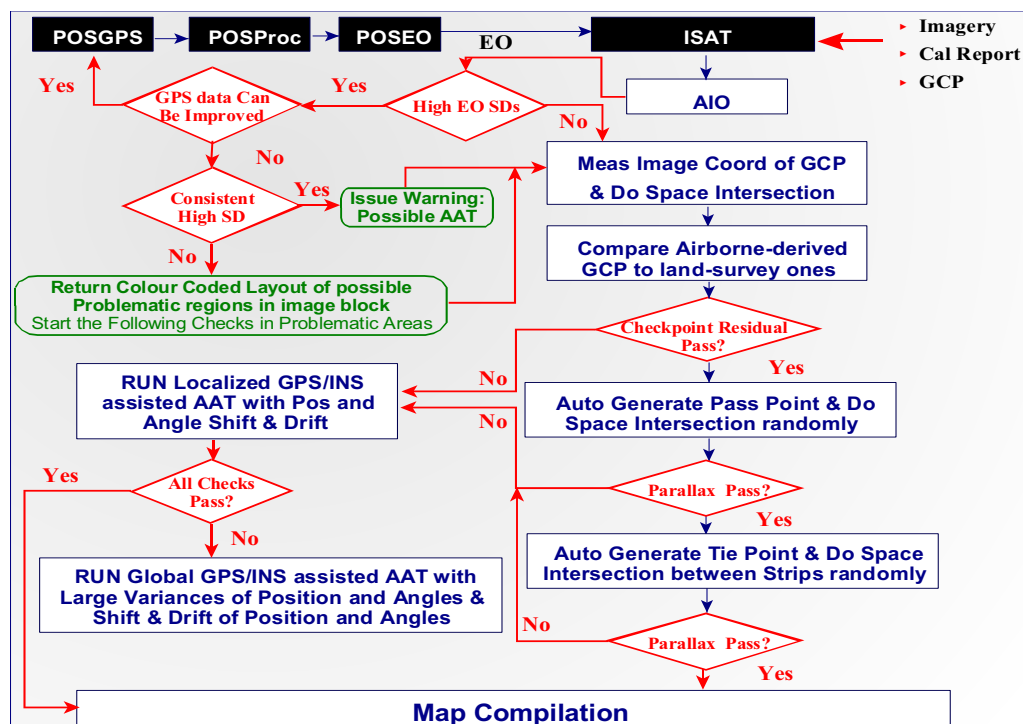 POSGPS
POSProc
POSEO
EO
ISAT
Imagery
Cal Report
GCP
Yes
GPS data Can
Be Improved
Yes
High EO SDs
AIO
No
No
Meas Image Coord of GCP
& Do Space Intersection
Consistent
High SD
Yes
Issue Warning:
Possible AAT
No
Compare Airborne-derived
GCP to land-survey ones
Return Colour Coded Layout of possible
Problematic regions in image block
Start the Following Checks in Problematic Areas
Checkpoint Residual
Pass?
No
Yes
RUN Localized GPS/INS
assisted AAT with Pos and
Angle Shift & Drift
Auto Generate Pass Point & Do
Space Intersection randomly
No
Yes
All Checks
Pass?
Parallax Pass?
Yes
No
Auto Generate Tie Point & Do Space
Intersection between Strips randomly
RUN Global GPS/INS assisted AAT with
Large Variances of Position and Angles &
Shift & Drift of Position and Angles
No
Parallax Pass?
Yes
Map Compilation